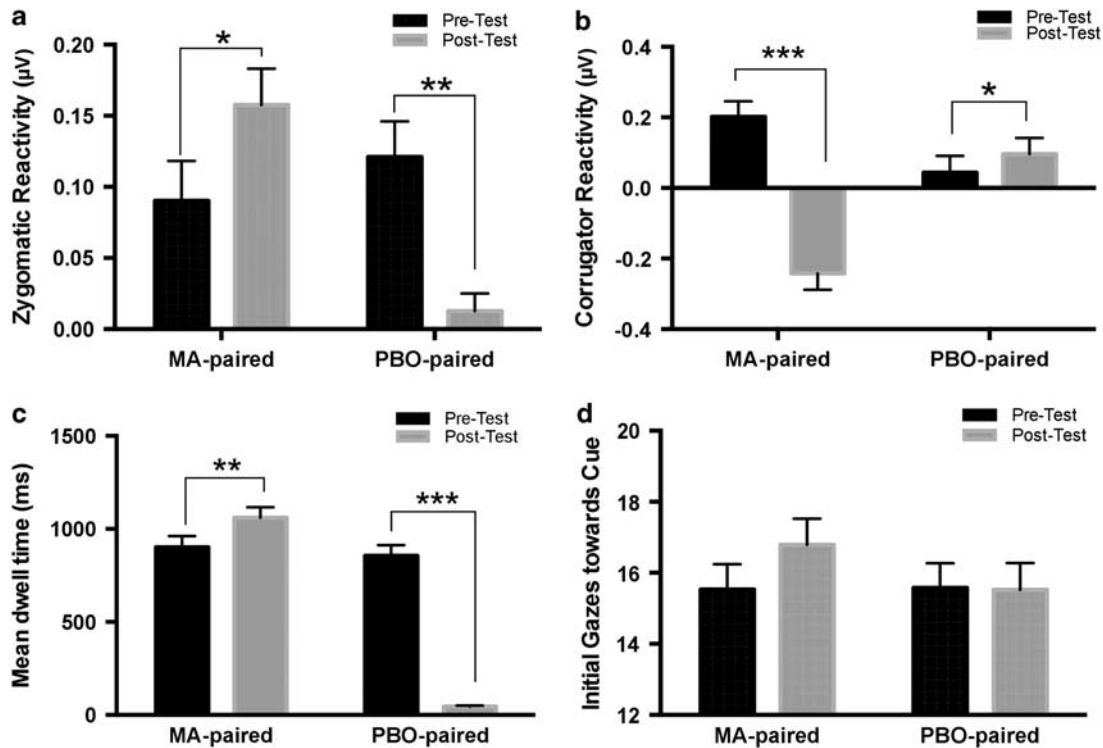 a
Pre-Test
Post-Test
Zygomatic Reactivity (µV)
0.20
0.15
0.10
0.05
0.00
*
**
MA-paired
PBO-paired
b
Pre-Test
Post-Test
Corrugator Reactivity (µV)
0.4
0.2
0.0
-0.2
-0.4
***
*
MA-paired
PBO-paired
c
Pre-Test
Post-Test
Mean dwell time (ms)
1500
1000
500
0
**
***
MA-paired
PBO-paired
d
Pre-Test
Post-Test
Initial Gazes towards Cue
20
18
16
14
12
MA-paired
PBO-paired